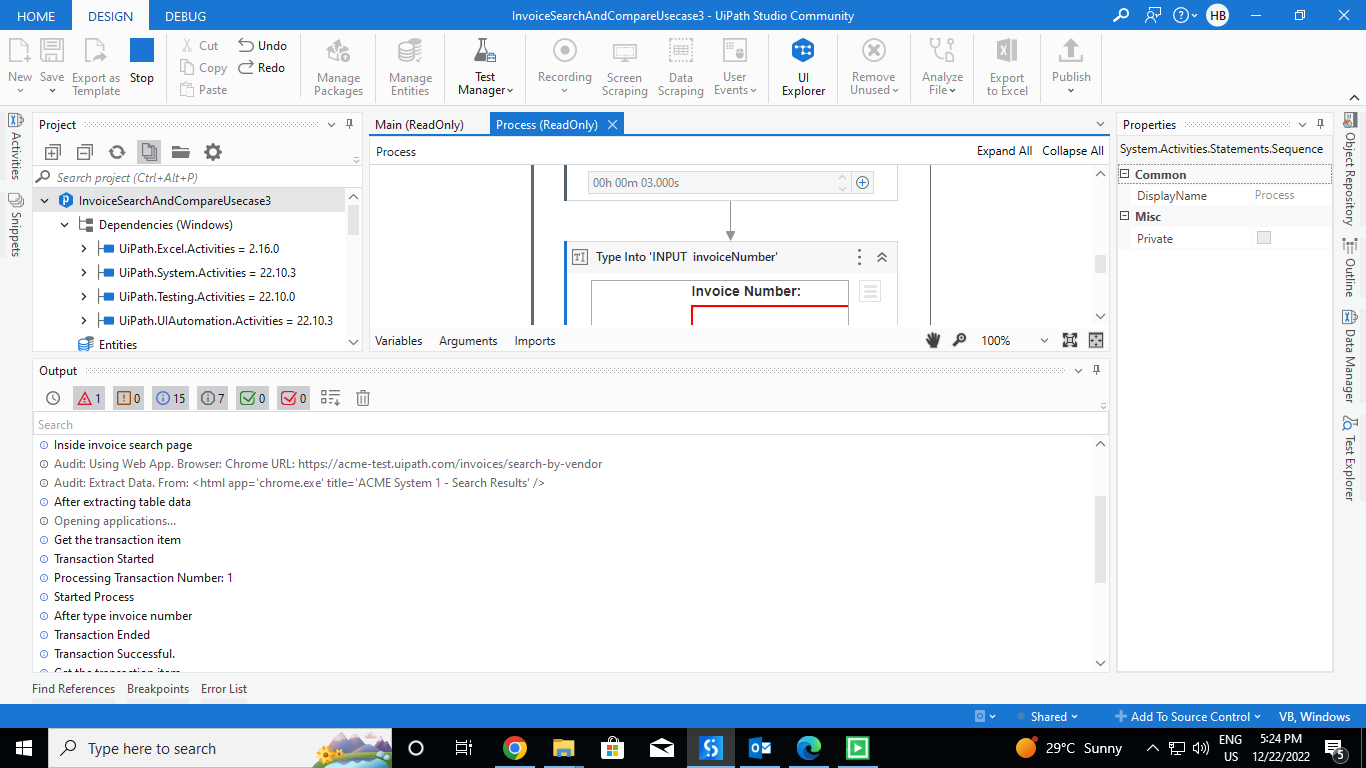 HOME DESIGN DEBUG InvoiceSearchAndCompareUsecase3 - UiPath Studio Community HB
New Save Export as Template Stop Cut Copy Paste Undo Redo Manage Packages Manage Entities Test Manager Recording Screen Scraping Data Scraping User Events UI Explorer Remove Unused Analyze File Export to Excel Publish
Activities
Snippets
Project
Search project (Ctrl+Alt+P)
InvoiceSearchAndCompareUsecase3
Dependencies (Windows)
UiPath.Excel.Activities = 2.16.0
UiPath.System.Activities = 22.10.3
UiPath.Testing.Activities = 22.10.0
UiPath.UIAutomation.Activities = 22.10.3
Entities
Main (ReadOnly) Process (ReadOnly)
Process Expand All Collapse All
00h 00m 03.000s
Type Into 'INPUT invoiceNumber'
Invoice Number:
Variables Arguments Imports 100%
Properties
System.Activities.Statements.Sequence
Common
DisplayName Process
Misc
Private
Object Repository
Outline
Data Manager
Test Explorer
Output
1 0 15 7 0 0
Search
Inside invoice search page
Audit: Using Web App. Browser: Chrome URL: https://acme-test.uipath.com/invoices/search-by-vendor
Audit: Extract Data. From: <html app='chrome.exe' title='ACME System 1 - Search Results' />
After extracting table data
Opening applications...
Get the transaction item
Transaction Started
Processing Transaction Number: 1
Started Process
After type invoice number
Transaction Ended
Transaction Successful.
Get the transaction item
Find References Breakpoints Error List
Shared Add To Source Control VB, Windows
Type here to search 29°C Sunny ENG US 5:24 PM 12/22/2022 5